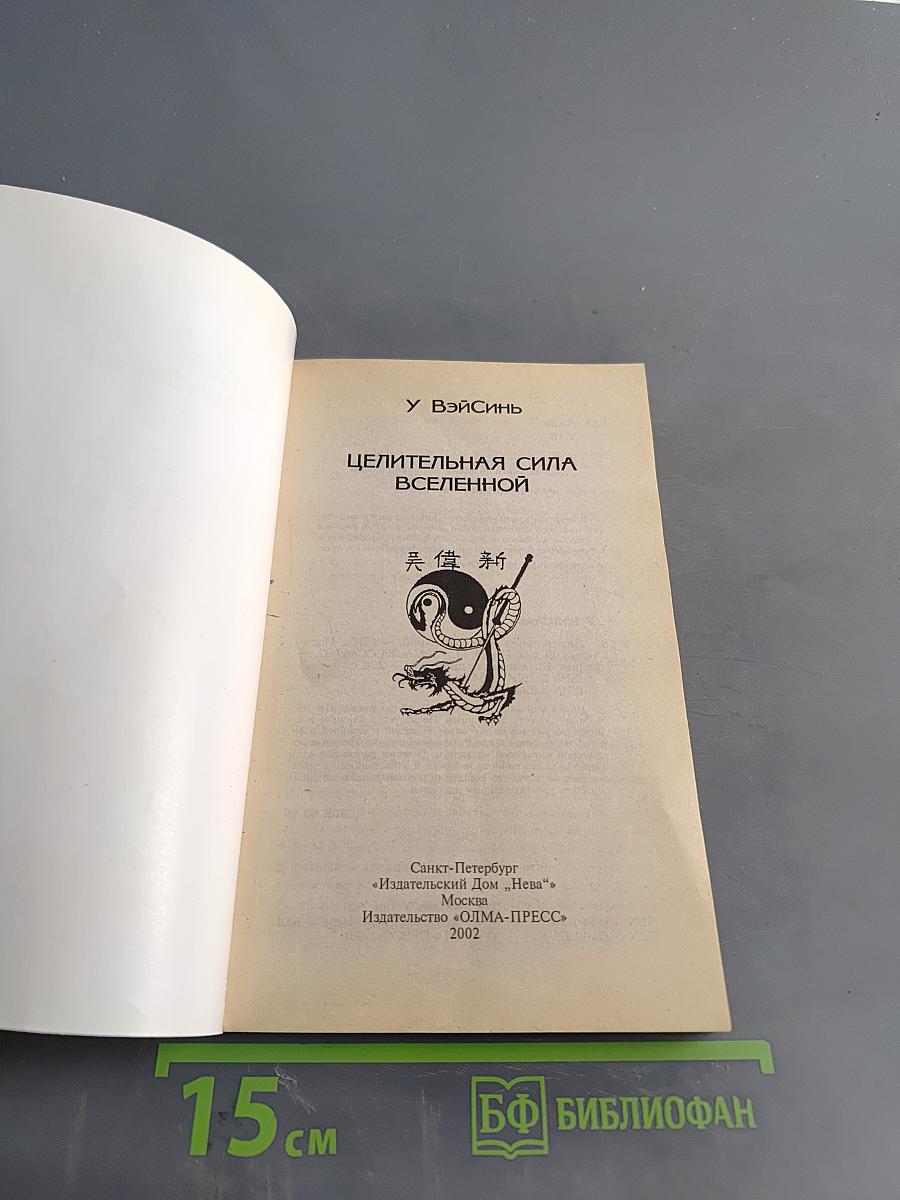 У ВэйСинь
ЦЕЛИТЕЛЬНАЯ СИЛА
ВСЕЛЕННОЙ
吴 偉 新
Санкт-Петербург
«Издательский Дом „Нева“»
Москва
Издательство «ОЛМА-ПРЕСС»
2002
15 см
БФ БИБЛИОФАН